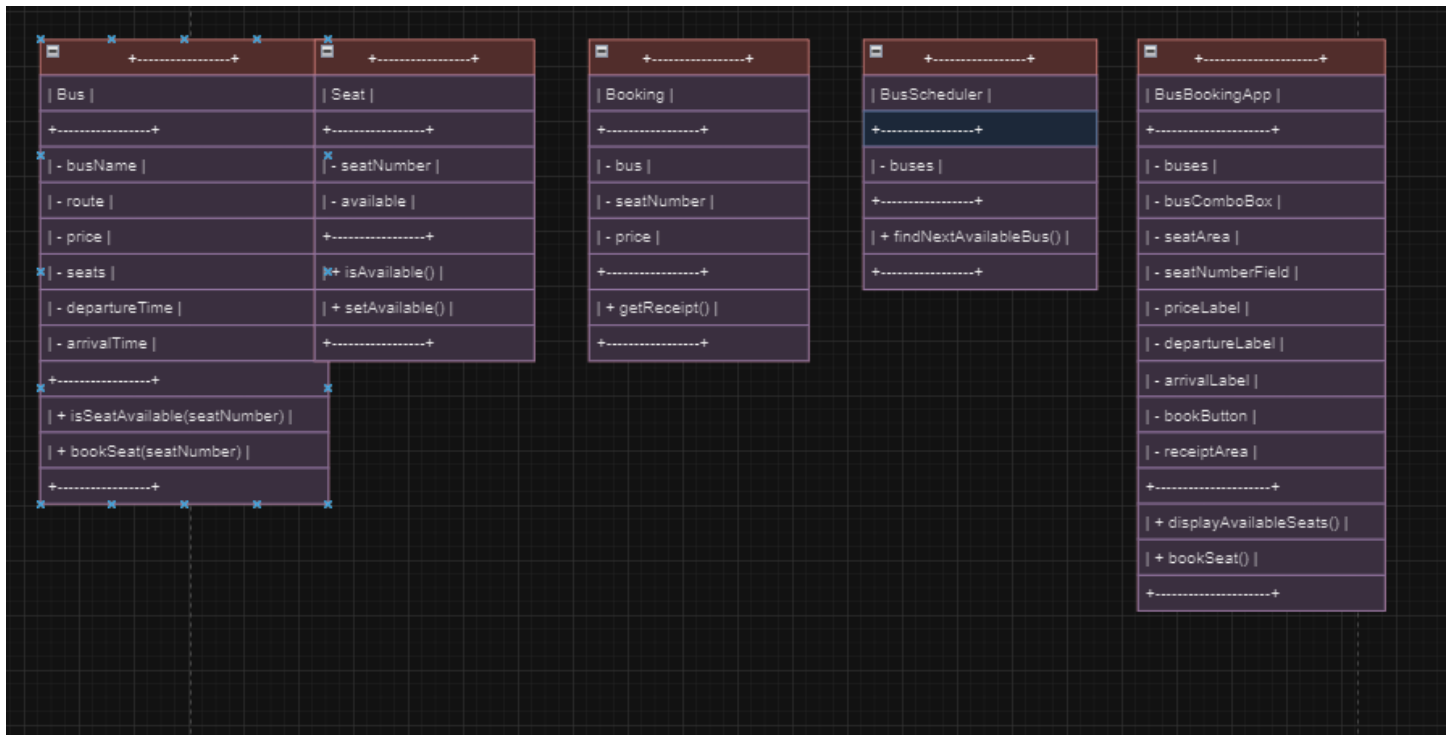 +-----------------+
| Bus |
+-----------------+
| - busName |
| - route |
| - price |
| - seats |
| - departureTime |
| - arrivalTime |
+-----------------+
| + isSeatAvailable(seatNumber) |
| + bookSeat(seatNumber) |
+-----------------+
+-----------------+
| Seat |
+-----------------+
| - seatNumber |
| - available |
+-----------------+
| + isAvailable() |
| + setAvailable() |
+-----------------+
+-----------------+
| Booking |
+-----------------+
| - bus |
| - seatNumber |
| - price |
+-----------------+
| + getReceipt() |
+-----------------+
+-----------------+
| BusScheduler |
+-----------------+
| - buses |
+-----------------+
| + findNextAvailableBus() |
+-----------------+
+---------------------+
| BusBookingApp |
+---------------------+
| - buses |
| - busComboBox |
| - seatArea |
| - seatNumberField |
| - priceLabel |
| - departureLabel |
| - arrivalLabel |
| - bookButton |
| - receiptArea |
+---------------------+
| + displayAvailableSeats() |
| + bookSeat() |
+---------------------+